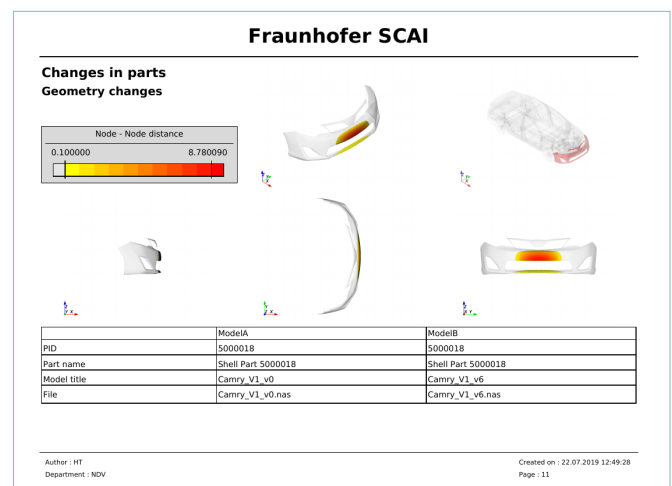 Fraunhofer SCAI
Changes in parts
Geometry changes
Node - Node distance
0.100000 8.780090
ModelA ModelB
PID 5000018 5000018
Part name Shell Part 5000018 Shell Part 5000018
Model title Camry_V1_v0 Camry_V1_v6
File Camry_V1_v0.nas Camry_V1_v6.nas
Author : HT Created on : 22.07.2019 12:49:28
Department : NDV Page : 11